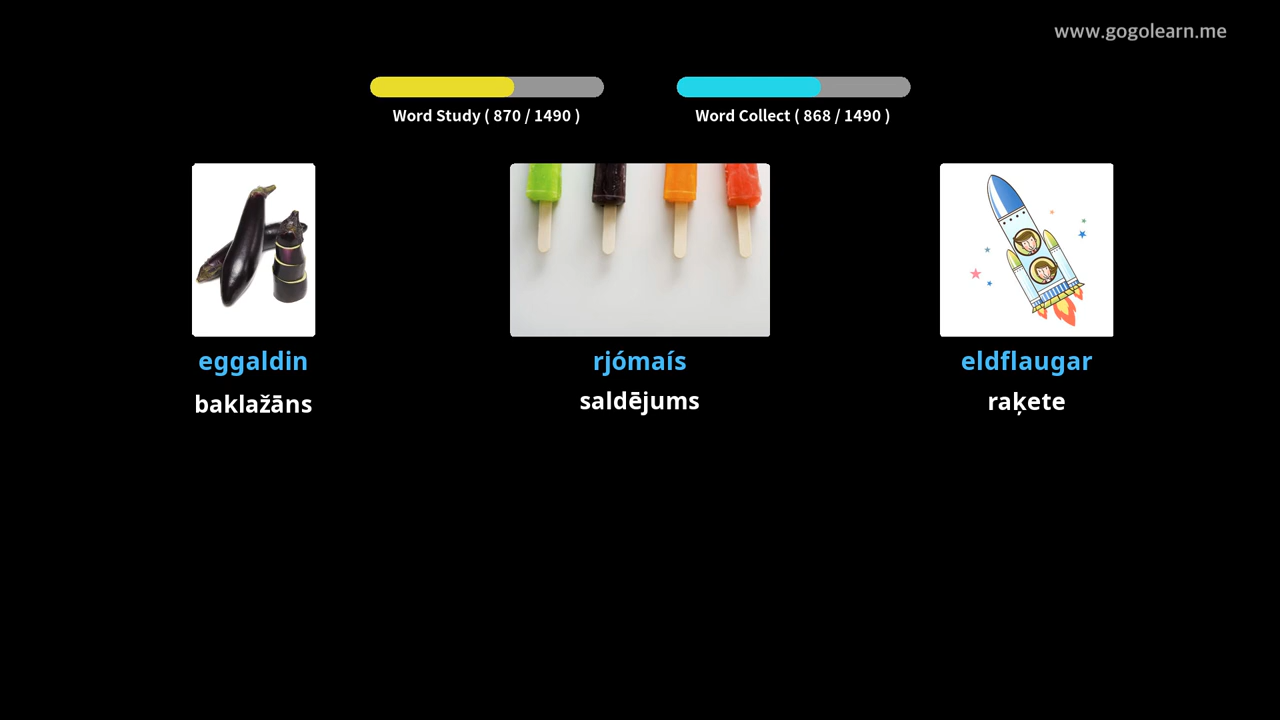 www.gogolearn.me
Word Study ( 870 / 1490 )
Word Collect ( 868 / 1490 )
eggaldin
rjómaís
eldflaugar
baklažāns
saldējums
raķete